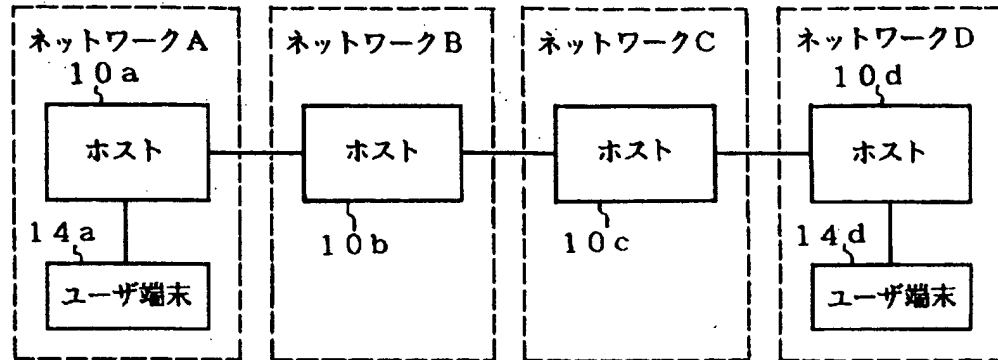 ネットワークA
10a
ホスト
14a
ユーザ端末
ネットワークB
ホスト
10b
ネットワークC
ホスト
10c
ネットワークD
10d
ホスト
14d
ユーザ端末